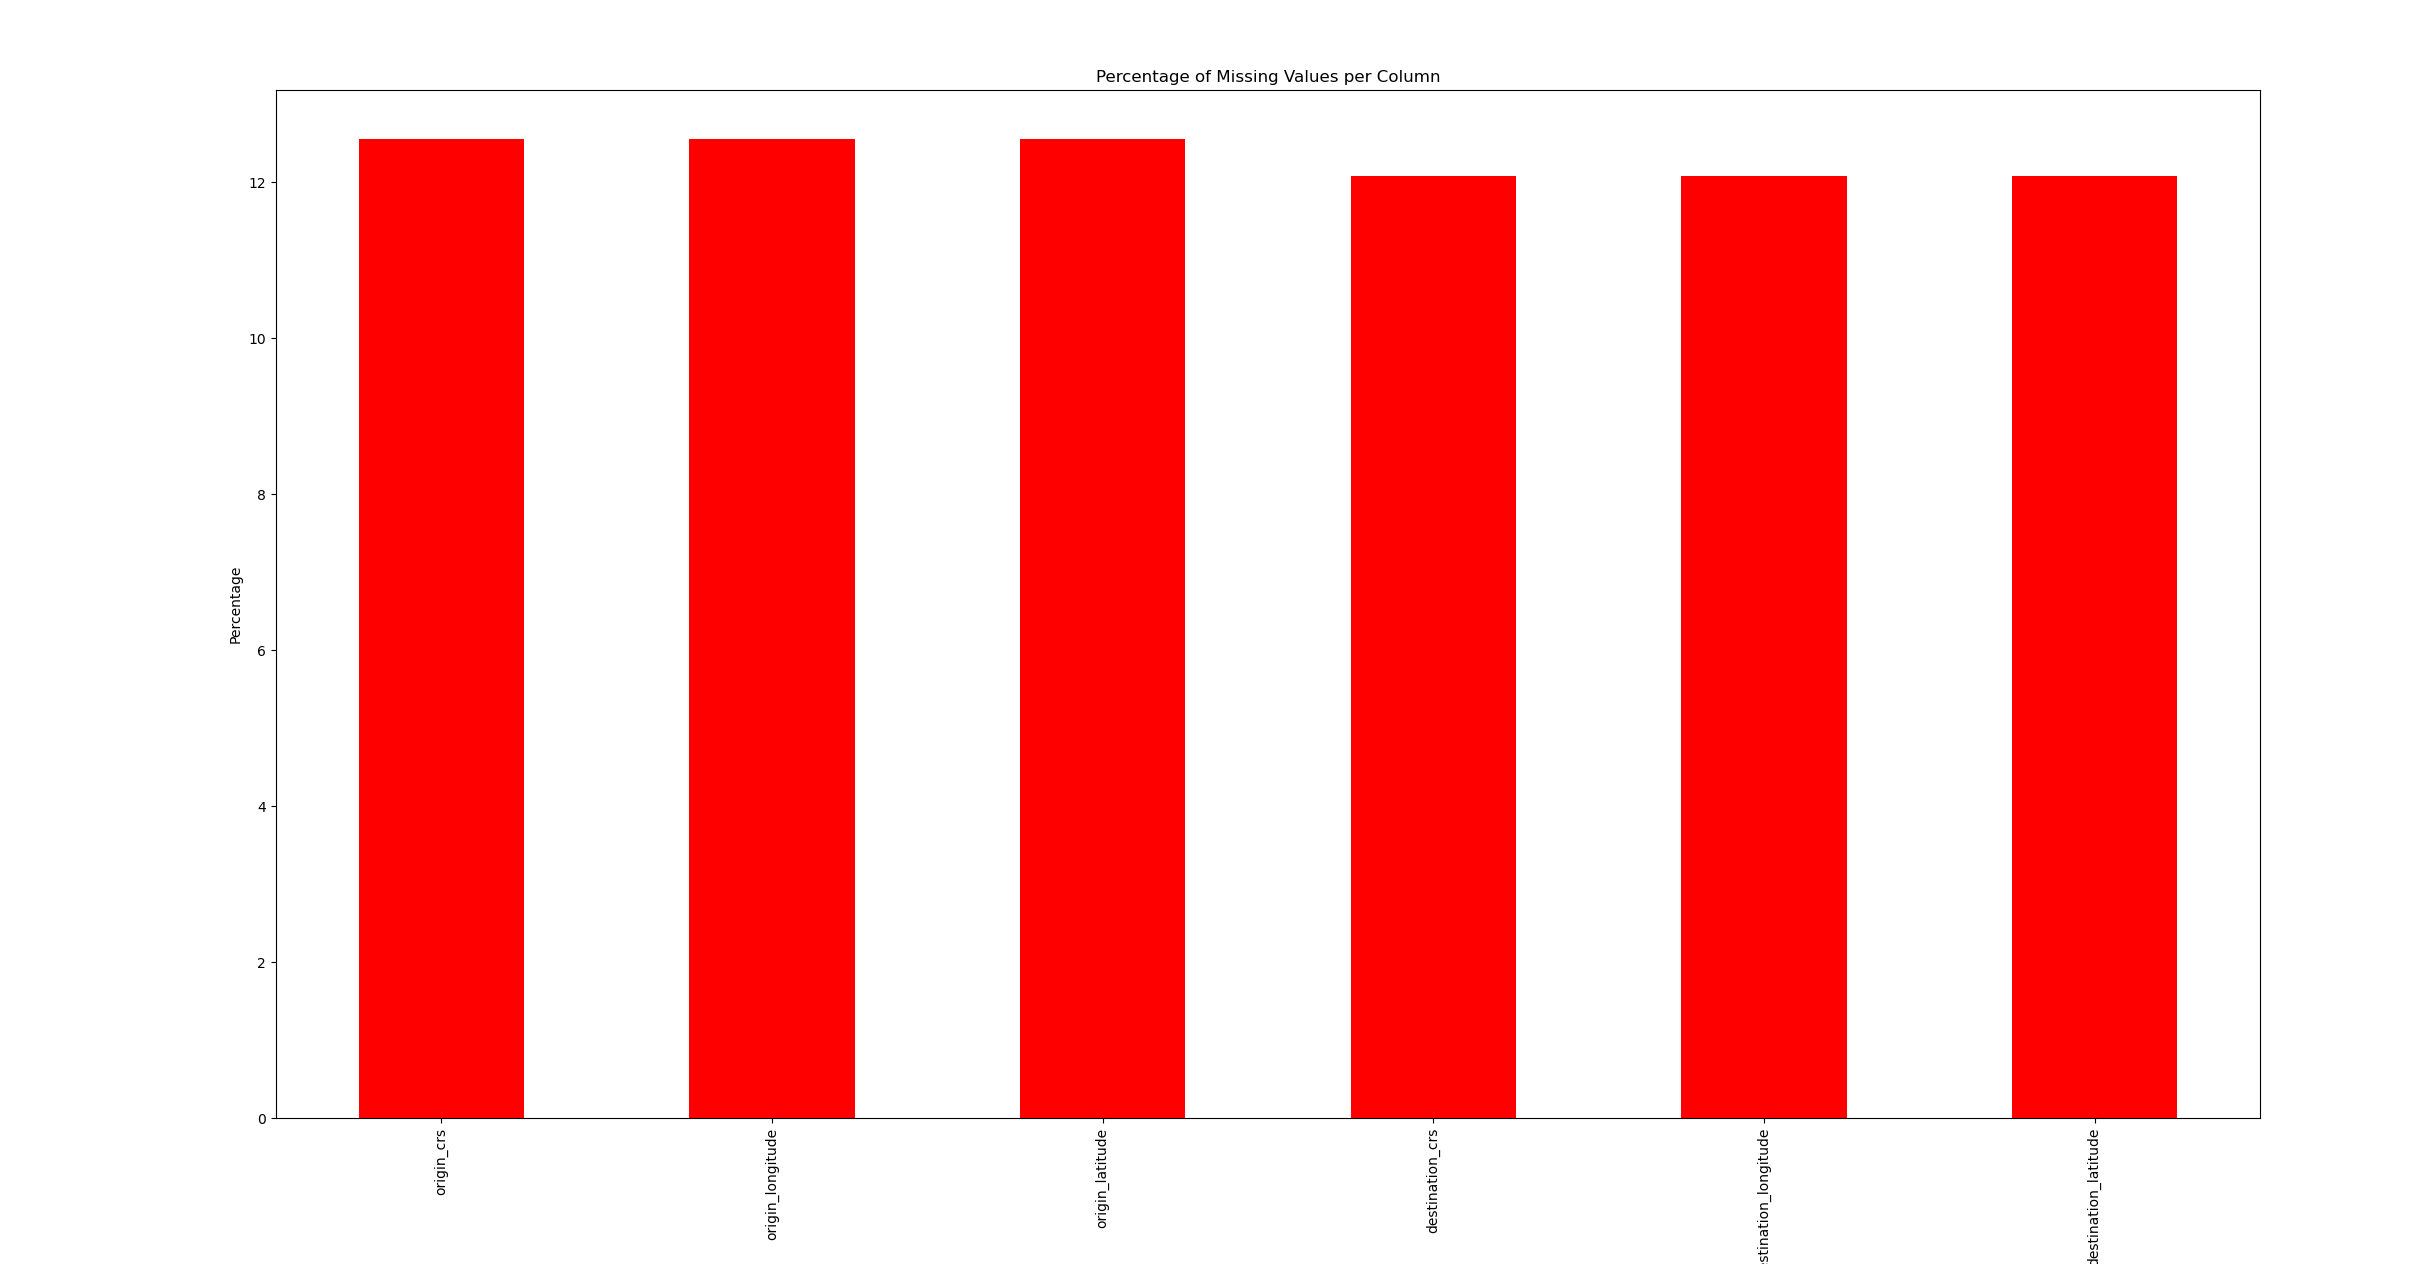 Percentage of Missing Values per Column
Percentage
12
10
8
6
4
2
0
origin_crs
origin_longitude
origin_latitude
destination_crs
stination_longitude
destination_latitude